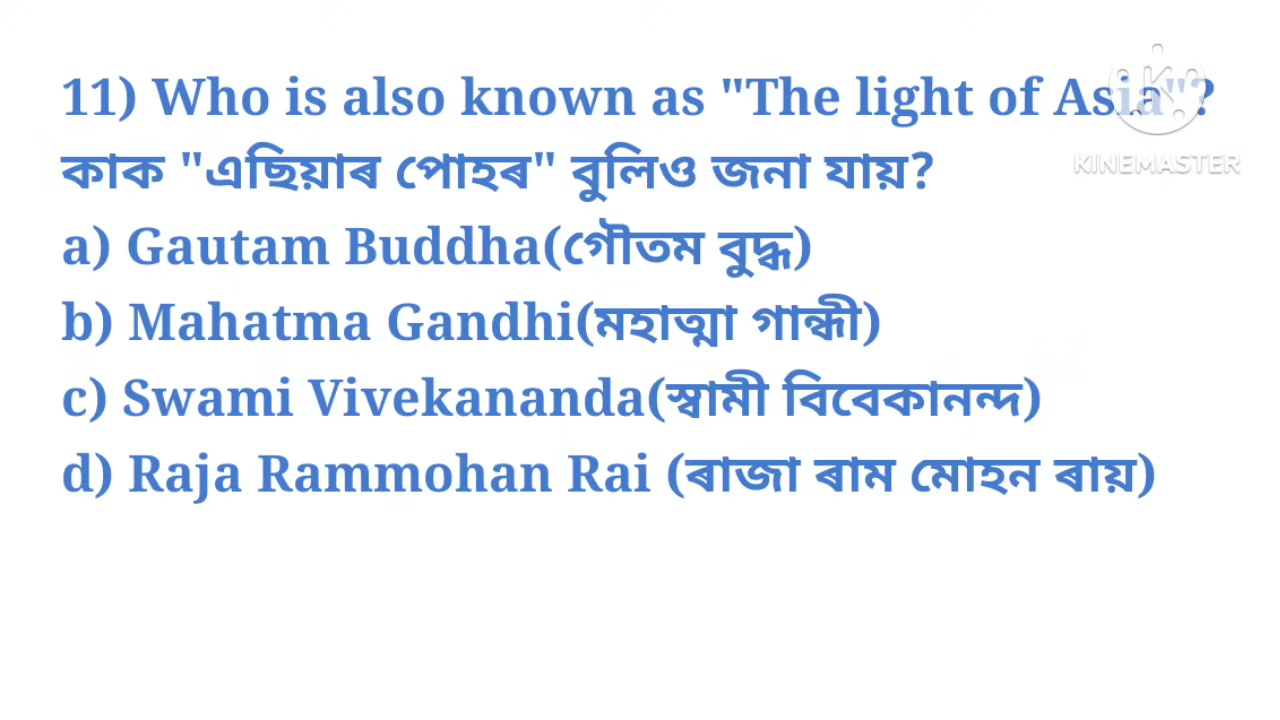 11) Who is also known as "The light of Asia"?
কাক "এছিয়াৰ পোহৰ" বুলিও জনা যায়?
a) Gautam Buddha(গৌতম বুদ্ধ)
b) Mahatma Gandhi(মহাত্মা গান্ধী)
c) Swami Vivekananda(স্বামী বিবেকানন্দ)
d) Raja Rammohan Rai (ৰাজা ৰাম মোহন ৰায়)
KINEMASTER